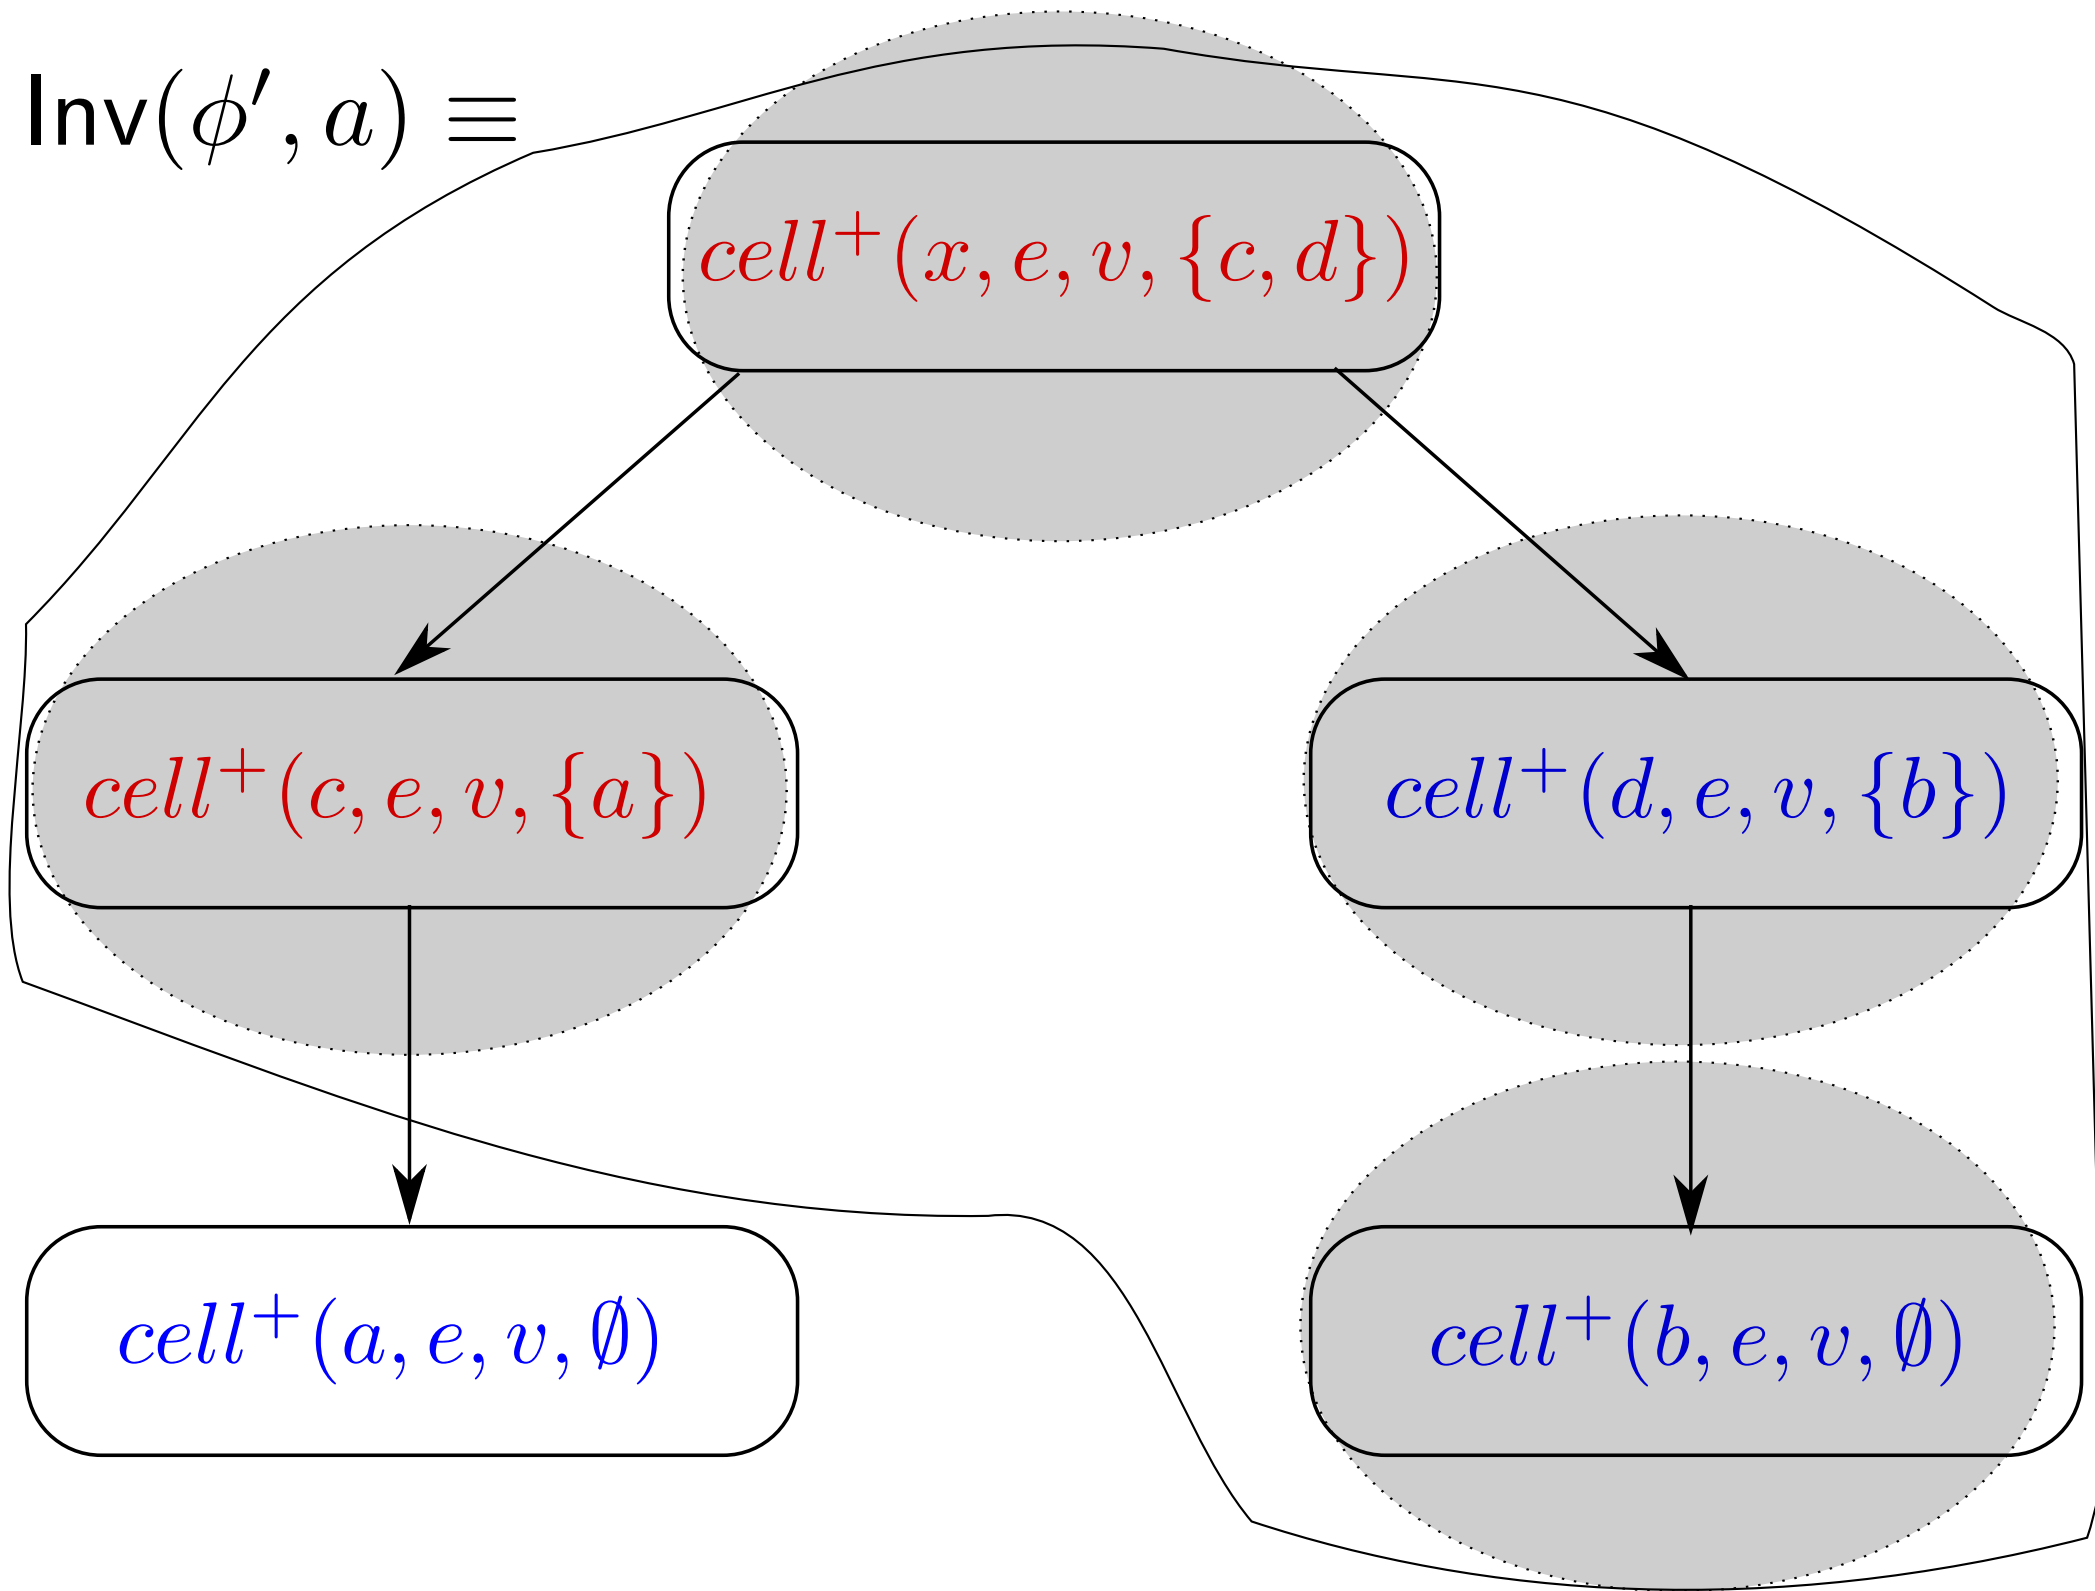 Inv(ϕ′, a) ≡
cell⁺(x, e, v, {c, d})
cell⁺(c, e, v, {a})
cell⁺(d, e, v, {b})
cell⁺(a, e, v, ∅)
cell⁺(b, e, v, ∅)